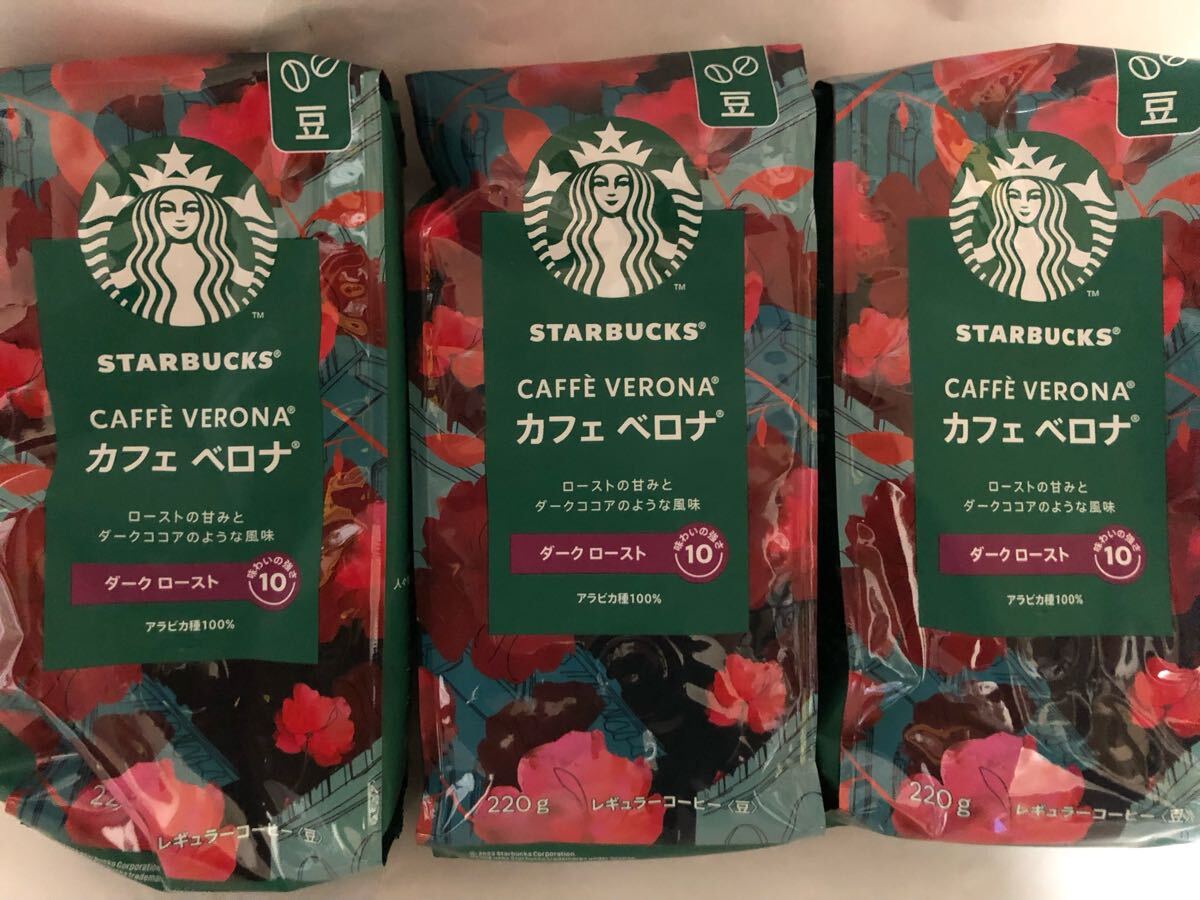 豆
™
STARBUCKS®
CAFFÈ VERONA®
カフェ ベロナ®
ローストの甘みと
ダークココアのような風味
ダーク ロースト
味わいの強さ
10
アラビカ種100%
レギュラーコーヒー(豆)
豆
™
STARBUCKS®
CAFFÈ VERONA®
カフェ ベロナ®
ローストの甘みと
ダークココアのような風味
ダーク ロースト
味わいの強さ
10
アラビカ種100%
220g レギュラーコーヒー(豆)
© 2023 Starbucks Corporation.
豆
™
STARBUCKS®
CAFFÈ VERONA®
カフェ ベロナ®
ローストの甘みと
ダークココアのような風味
ダーク ロースト
味わいの強さ
10
アラビカ種100%
220g レギュラーコーヒー(豆)